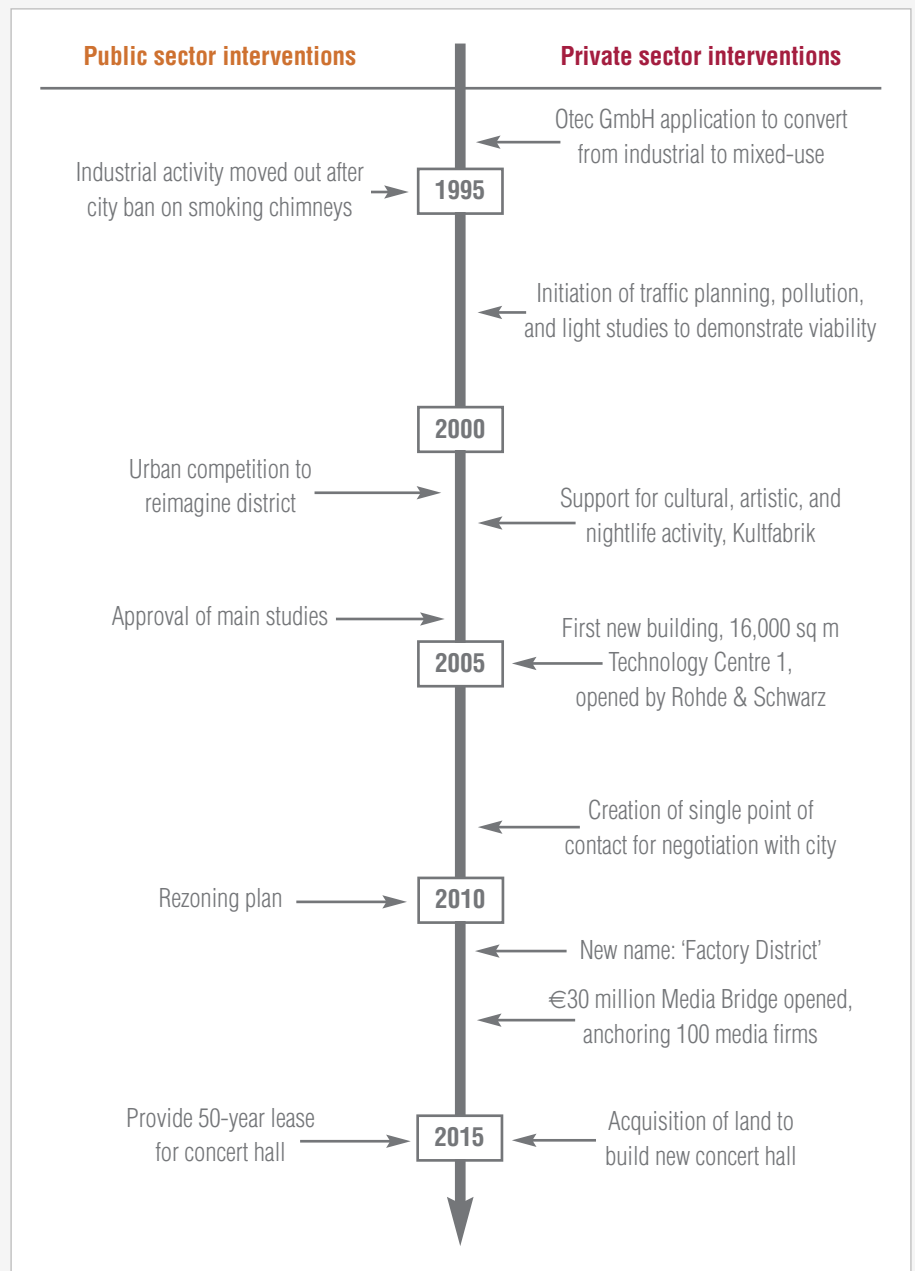 Public sector interventions
Private sector interventions
Otec GmbH application to convert
from industrial to mixed-use
Industrial activity moved out after
city ban on smoking chimneys
1995
Initiation of traffic planning, pollution,
and light studies to demonstrate viability
2000
Urban competition to
reimagine district
Support for cultural, artistic, and
nightlife activity, Kultfabrik
Approval of main studies
2005
First new building, 16,000 sq m
Technology Centre 1,
opened by Rohde & Schwarz
Creation of single point of
contact for negotiation with city
Rezoning plan
2010
New name: ‘Factory District’
€30 million Media Bridge opened,
anchoring 100 media firms
Provide 50-year lease
for concert hall
2015
Acquisition of land to
build new concert hall